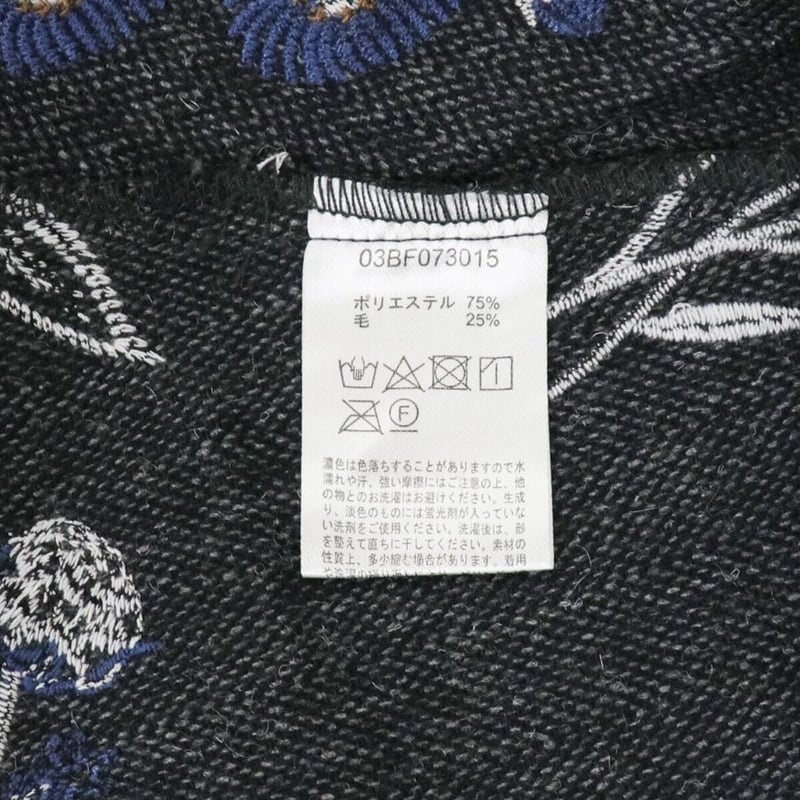 03BF073015
ポリエステル 75%
毛 25%
F
濃色は色落ちすることがありますので水
濡れや汗、強い摩擦にはご注意の上、他
の物とのお洗濯はお避けください。生成
り、淡色のものには蛍光剤が入っていな
い洗剤をご使用ください。洗濯後は、形
を整えて直ちに干してください。素材の
性質上、多少縮む場合があります。着用